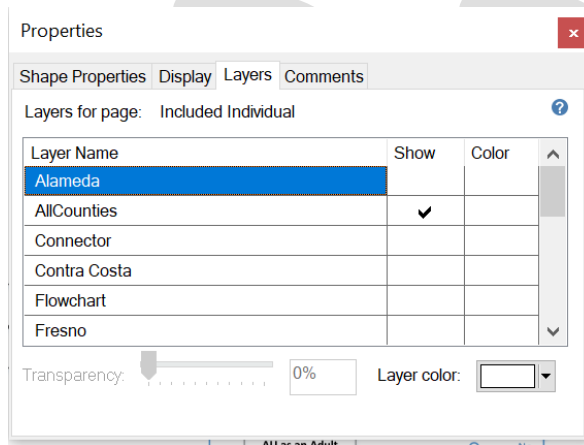 Properties
x
Shape Properties Display Layers Comments
Layers for page: Included Individual
?
Layer Name Show Color
Alameda
AllCounties
Connector
Contra Costa
Flowchart
Fresno
Transparency: 0% Layer color: